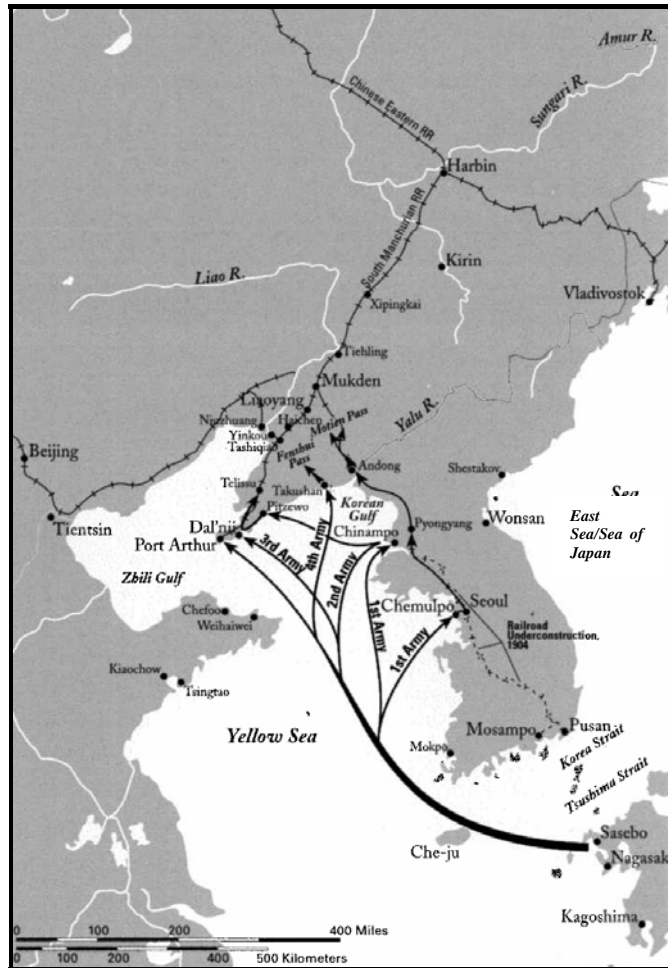 Amur R.
Sungari R.
Chinese Eastern RR
Harbin
South Manchurian RR
Kirin
Liao R.
Vladivostok
Xipingkai
Tiehling
Mukden
Liaoyang
Haichen
Yinkou
Tashiqiao
Motien Pass
Yalu R.
Fenshui
Pass
Beijing
Andong
Shestakov
Telissu
Takushan
Pitzewo
Korean
Gulf
Sea
East
Sea/Sea of
Japan
Tientsin
Dal'nii
Port Arthur
Chinampo
Pyongyang
Wonsan
3rd Army
4th Army
2nd Army
1st Army
1st Army
Zhili Gulf
Chefoo
Weihaiwei
Chemulpo
Seoul
Railroad
Underconstruction,
1904
Kiaochow
Tsingtao
Yellow Sea
Mokpo
Mosampo
Pusan
Korea Strait
Tsushima Strait
Che-ju
Sasebo
Nagasak
Kagoshima
0 100 200 400 Miles
0 100 200 400 500 Kilometers